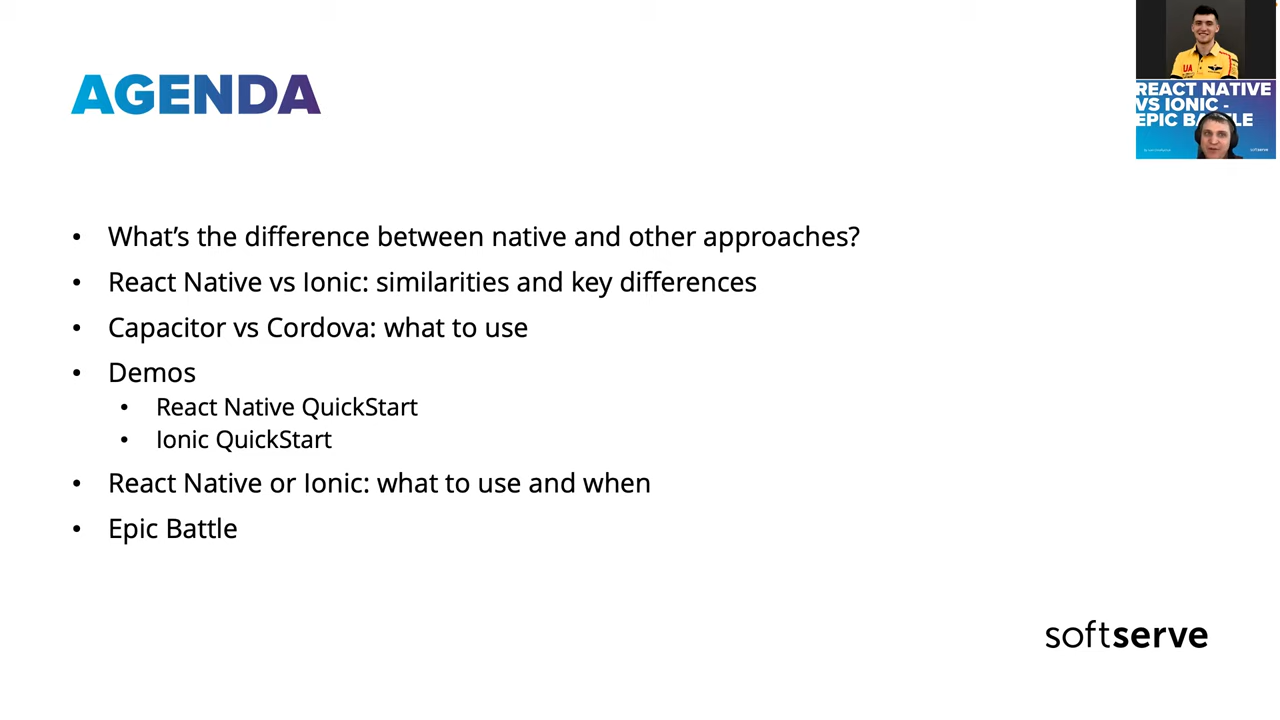 AGENDA
• What's the difference between native and other approaches?
• React Native vs Ionic: similarities and key differences
• Capacitor vs Cordova: what to use
• Demos
• React Native QuickStart
• Ionic QuickStart
• React Native or Ionic: what to use and when
• Epic Battle
softserve
UA
REACT NATIVE
VS IONIC -
EPIC BATTLE
softserve